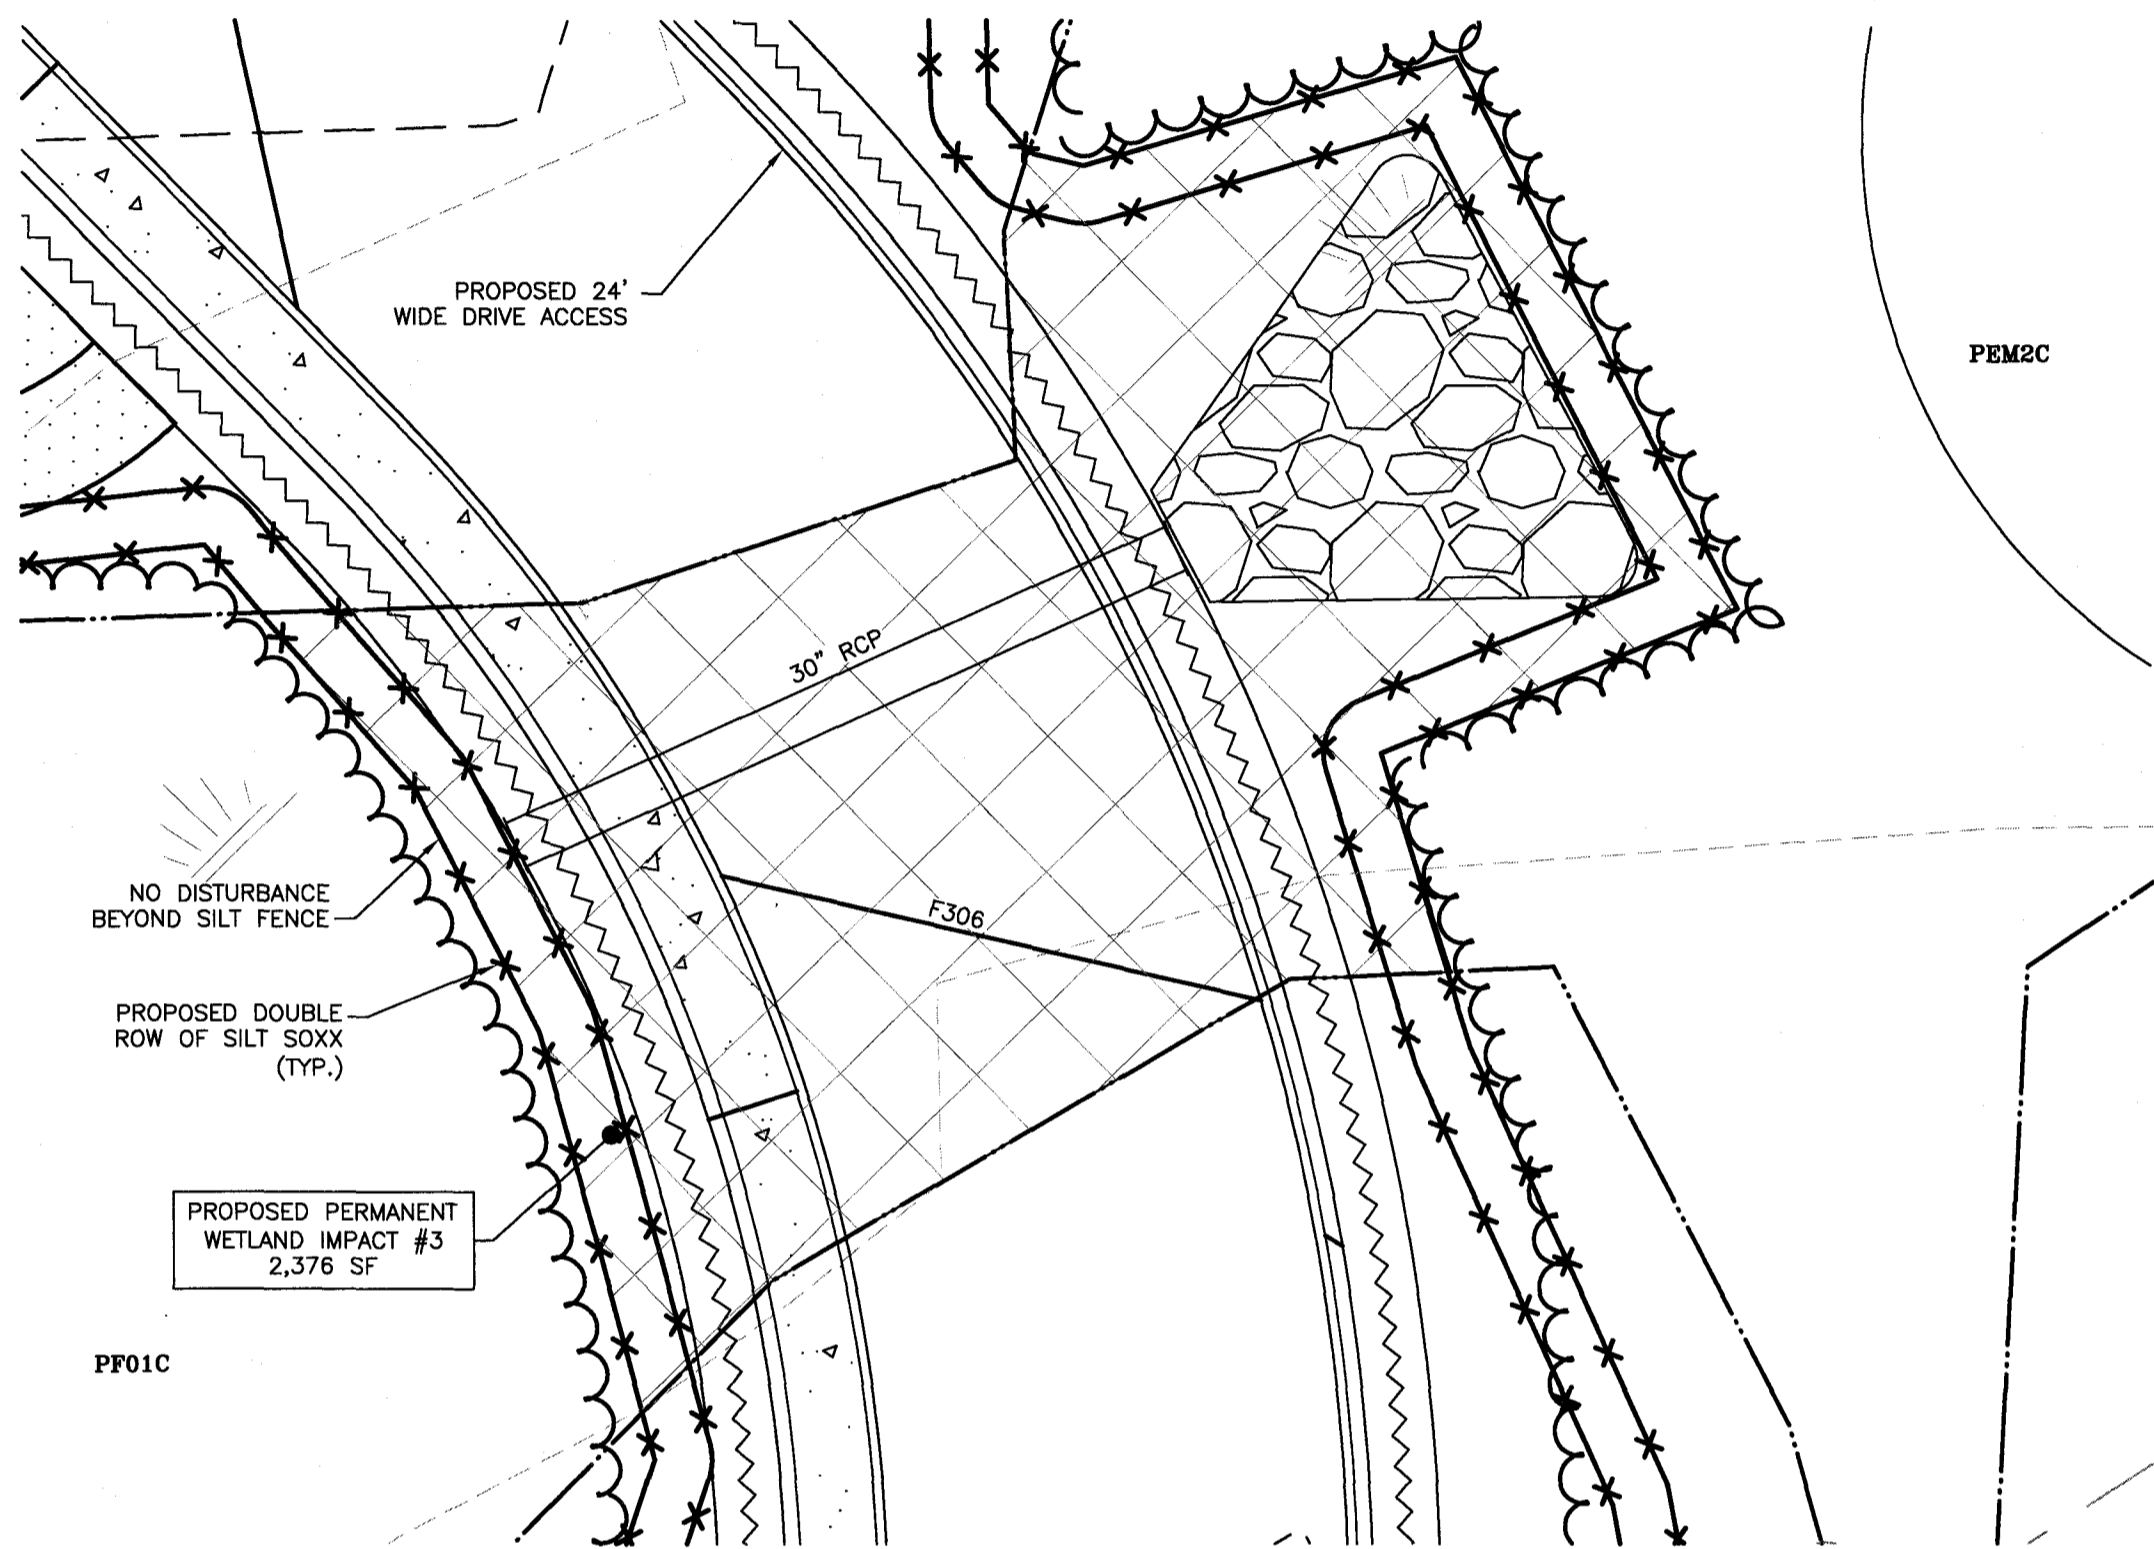 PROPOSED 24'
WIDE DRIVE ACCESS
PEM2C
30" RCP
NO DISTURBANCE
BEYOND SILT FENCE
F306
PROPOSED DOUBLE
ROW OF SILT SOXX
(TYP.)
PROPOSED PERMANENT
WETLAND IMPACT #3
2,376 SF
PF01C